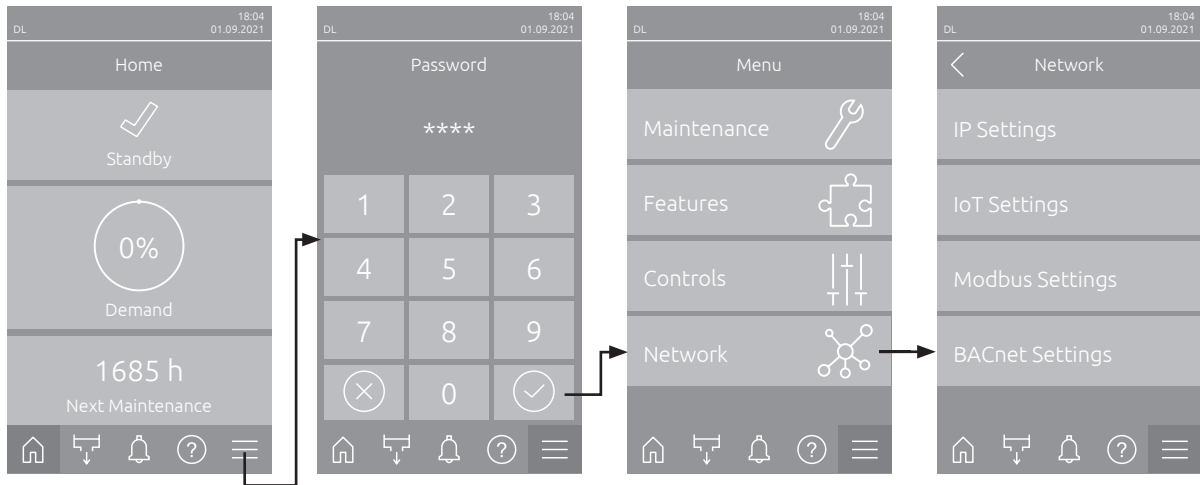 18:04
DL 01.09.2021
Home
Standby
0%
Demand
1685 h
Next Maintenance
?
18:04
DL 01.09.2021
Password
****
1 2 3
4 5 6
7 8 9
0
?
18:04
DL 01.09.2021
Menu
Maintenance
Features
Controls
Network
?
18:04
DL 01.09.2021
Network
IP Settings
IoT Settings
Modbus Settings
BACnet Settings
?